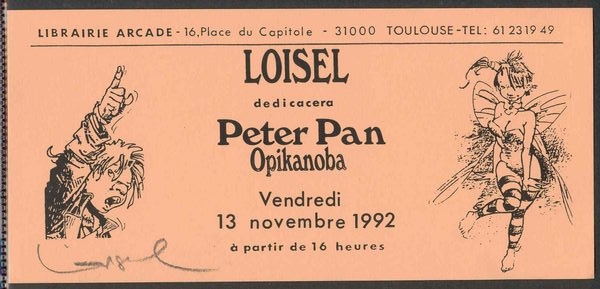 LIBRAIRIE ARCADE - 16, Place du Capitole - 31000 TOULOUSE - TEL: 61 23 19 49
LOISEL
dedicacera
Peter Pan
Opikanoba
Vendredi
13 novembre 1992
à partir de 16 heures
Loisel